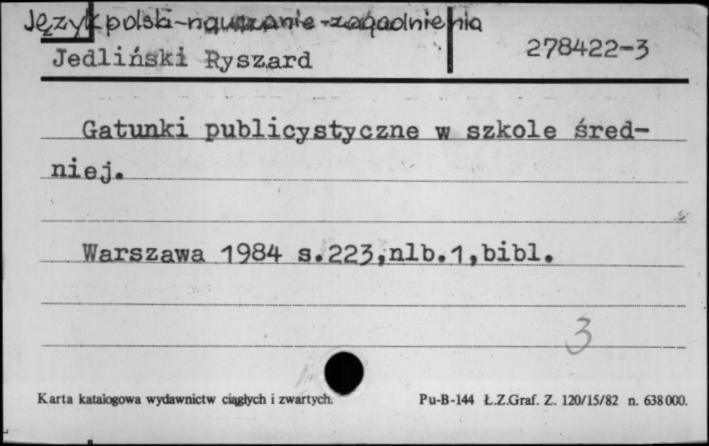 Język polski-nauczanie-zagadnienia
Jedliński Ryszard 278422-3
Gatunki publicystyczne w szkole śred-
niej.
Warszawa 1984 s.223,nlb.1,bibl.
3
Karta katalogowa wydawnictw ciągłych i zwartych. Pu-B-144 Ł.Z.Graf. Z. 120/15/82 n. 638000.